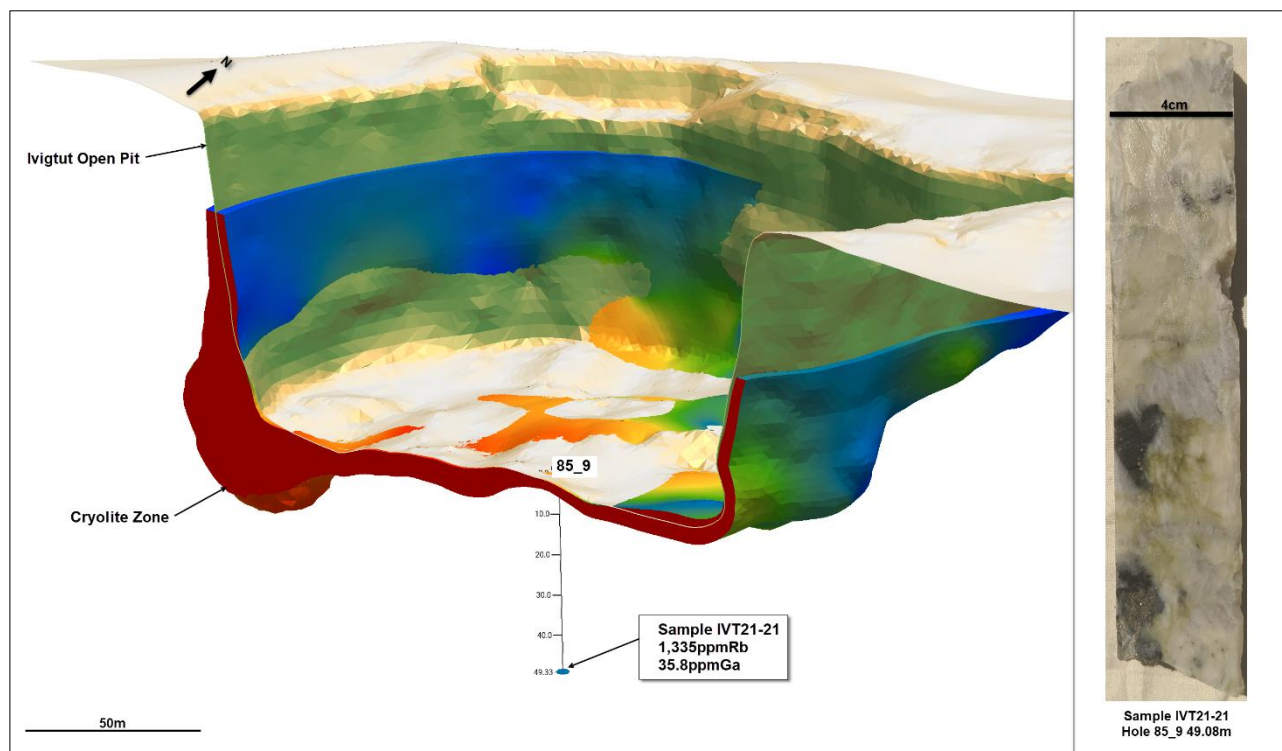 N
4cm
Ivigtut Open Pit
85_9
10.0
Cryolite Zone
20.0
30.0
40.0
49.33
Sample IVT21-21
1,335ppmRb
35.8ppmGa
50m
Sample IVT21-21
Hole 85_9 49.08m